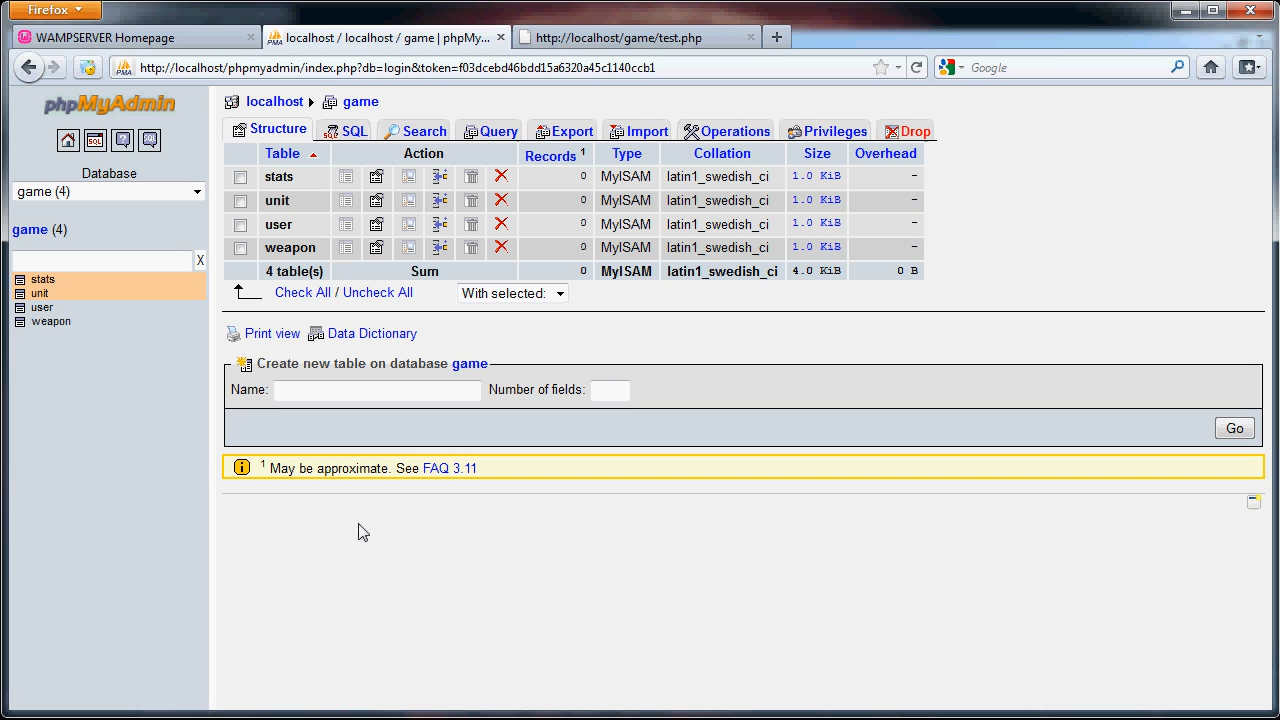 Firefox
WAMPSERVER Homepage
localhost / localhost / game | phpMy...
http://localhost/game/test.php
http://localhost/phpmyadmin/index.php?db=login&token=f03dcebd46bdd15a6320a45c1140ccb1
Google
phpMyAdmin
localhost game
Structure SQL Search Query Export Import Operations Privileges Drop
Database
game (4)
game (4)
X
stats
unit
user
weapon
Table Action Records 1 Type Collation Size Overhead
stats 0 MyISAM latin1_swedish_ci 1.0 KiB -
unit 0 MyISAM latin1_swedish_ci 1.0 KiB -
user 0 MyISAM latin1_swedish_ci 1.0 KiB -
weapon 0 MyISAM latin1_swedish_ci 1.0 KiB -
4 table(s) Sum 0 MyISAM latin1_swedish_ci 4.0 KiB 0 B
Check All / Uncheck All With selected:
Print view Data Dictionary
Create new table on database game
Name: Number of fields:
Go
1 May be approximate. See FAQ 3.11